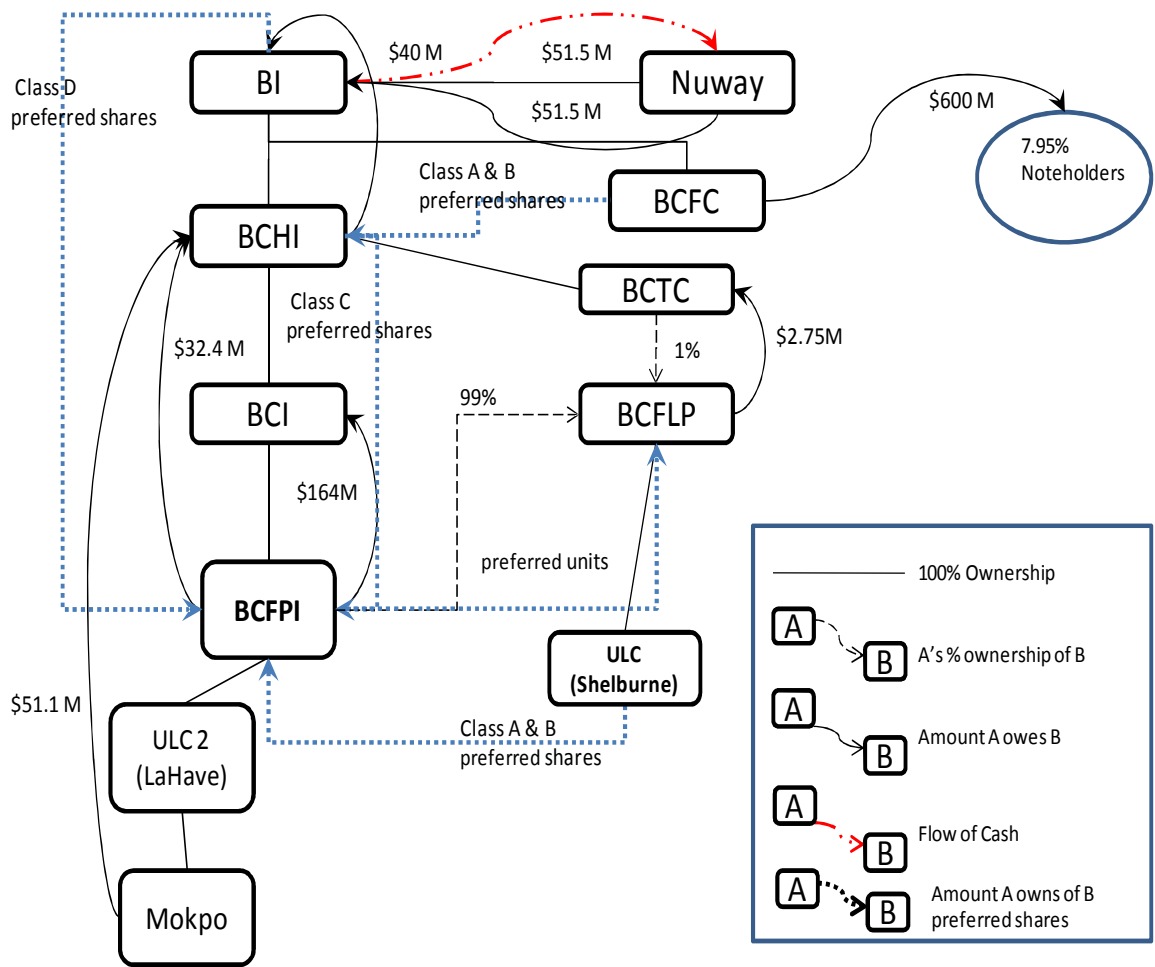 $40 M
$51.5 M
BI
Nuway
Class D
preferred shares
$51.5 M
$600 M
7.95%
Noteholders
Class A & B
preferred shares
BCFC
BCHI
BCTC
Class C
preferred shares
$32.4 M
1%
$2.75M
99%
BCI
BCFLP
$164M
preferred units
BCFPI
ULC
(Shelburne)
$51.1 M
ULC 2
(LaHave)
Class A & B
preferred shares
Mokpo
100% Ownership
A
B
A's % ownership of B
A
B
Amount A owes B
A
B
Flow of Cash
A
B
Amount A owns of B
preferred shares